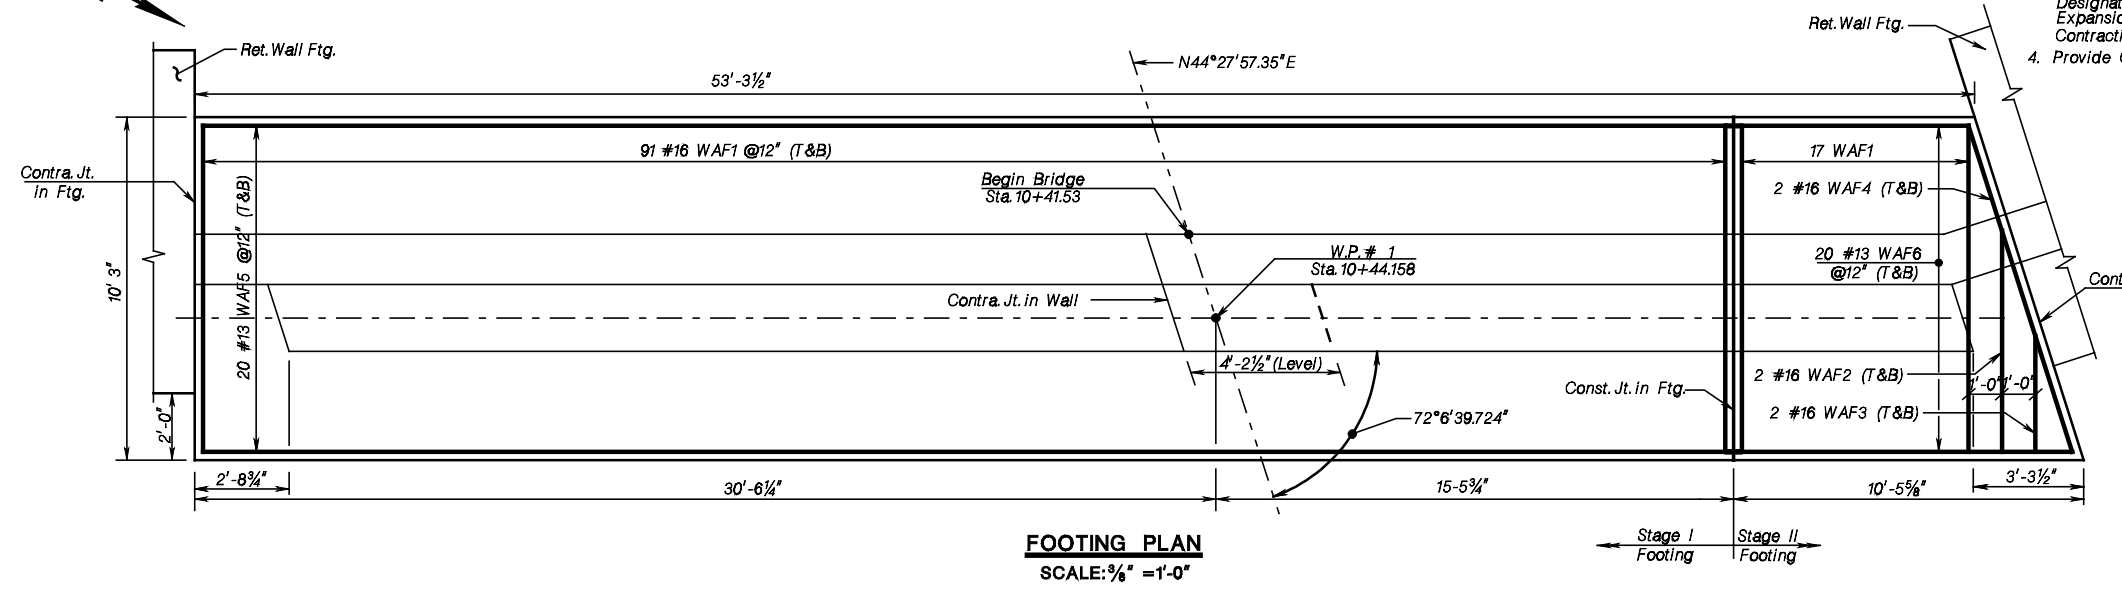 Designat
Expansio
Contracti
4. Provide
Ret. Wall Ftg.
Ret. Wall Ftg.
N44°27'57.35"E
53'-3½"
91 #16 WAF1 @12" (T&B)
17 WAF1
Contra. Jt.
in Ftg.
Begin Bridge
Sta. 10+41.53
2 #16 WAF4 (T&B)
20 #13 WAF5 @12" (T&B)
10' 3"
W.P. # 1
Sta. 10+44.158
20 #13 WAF6
@12" (T&B)
Contra. Jt. in Wall
Cont
4'-2½" (Level)
Const. Jt. in Ftg.
2 #16 WAF2 (T&B)
1'-0"
1'-0"
2'-0"
72°6'39.724"
2 #16 WAF3 (T&B)
2'-8¾"
30'-6¼"
15-5¾"
10'-5⅝"
3'-3½"
FOOTING PLAN
SCALE: ⅜" =1'-0"
Stage I
Footing
Stage II
Footing